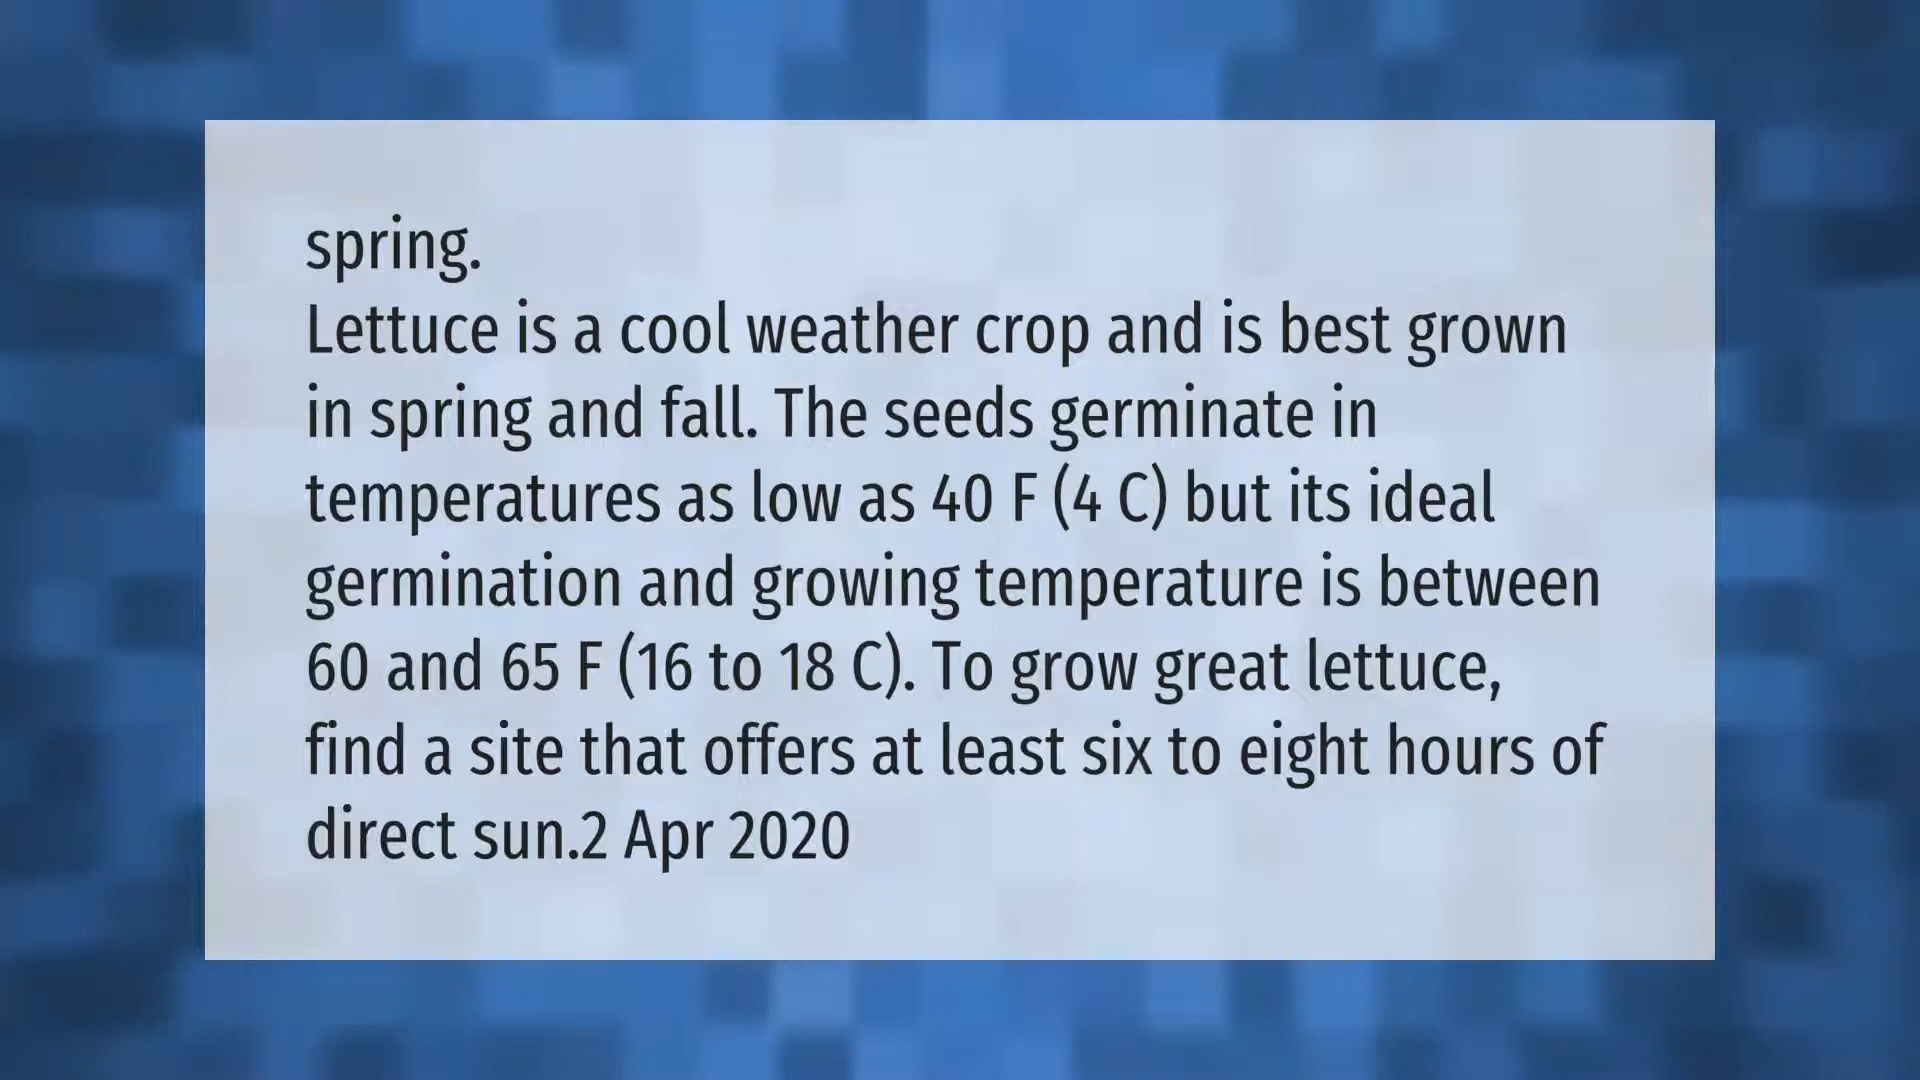 spring.
Lettuce is a cool weather crop and is best grown
in spring and fall. The seeds germinate in
temperatures as low as 40 F (4 C) but its ideal
germination and growing temperature is between
60 and 65 F (16 to 18 C). To grow great lettuce,
find a site that offers at least six to eight hours of
direct sun.2 Apr 2020